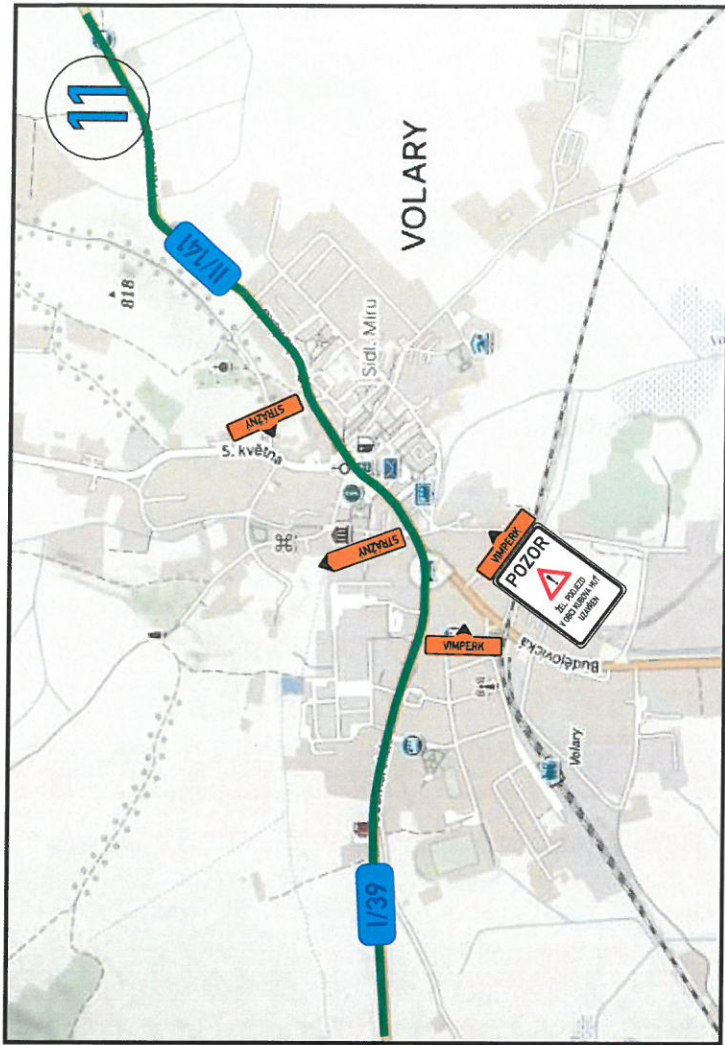 11
II/141
818
VOLARY
Sídl. Míru
STRÁŽNÝ
5. května
STRÁŽNÝ
VIMPERK
POZOR
ŽEL. PODJEZD
V OBCI KUBOVA HUŤ
UZAVŘEN
VIMPERK
Budějovická
Volary
I/39